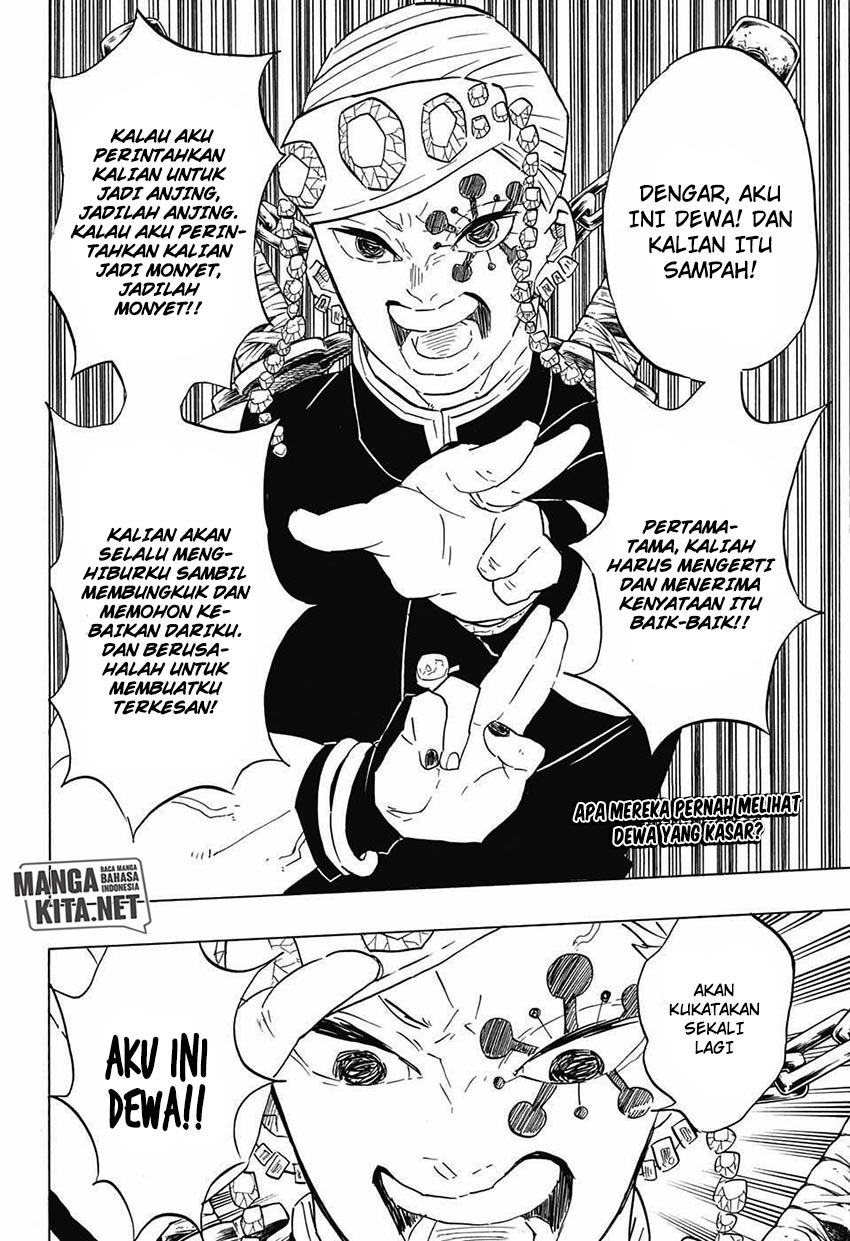 DENGAR, AKU
INI DEWA! DAN
KALIAN ITU
SAMPAH!
PERTAMA-
TAMA, KALIAH
HARUS MENGERTI
DAN MENERIMA
KENYATAAN ITU
BAIK-BAIK!!
KALAU AKU
PERINTAHKAN
KALIAN UNTUK
JADI ANJING,
JADILAH ANJING.
KALAU AKU PERIN-
TAHKAN KALIAN
JADI MONYET,
JADILAH
MONYET!!
KALIAN AKAN
SELALU MENG-
HIBURKU SAMBIL
MEMBUNGKUK DAN
MEMOHON KE-
BAIKAN DARIKU.
DAN BERUSA-
HALAH UNTUK
MEMBUATKU
TERKESAN!
APA MEREKA PERNAH MELIHAT
DEWA YANG KASAR?
MANGA
KITA.NET
BACA MANGA
BAHASA
INDONESIA
AKAN
KUKATAKAN
SEKALI
LAGI
AKU INI
DEWA!!